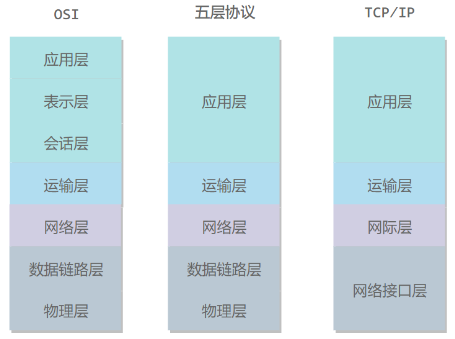 OSI
应用层
表示层
会话层
运输层
网络层
数据链路层
物理层
五层协议
应用层
运输层
网络层
数据链路层
物理层
TCP/IP
应用层
运输层
网际层
网络接口层